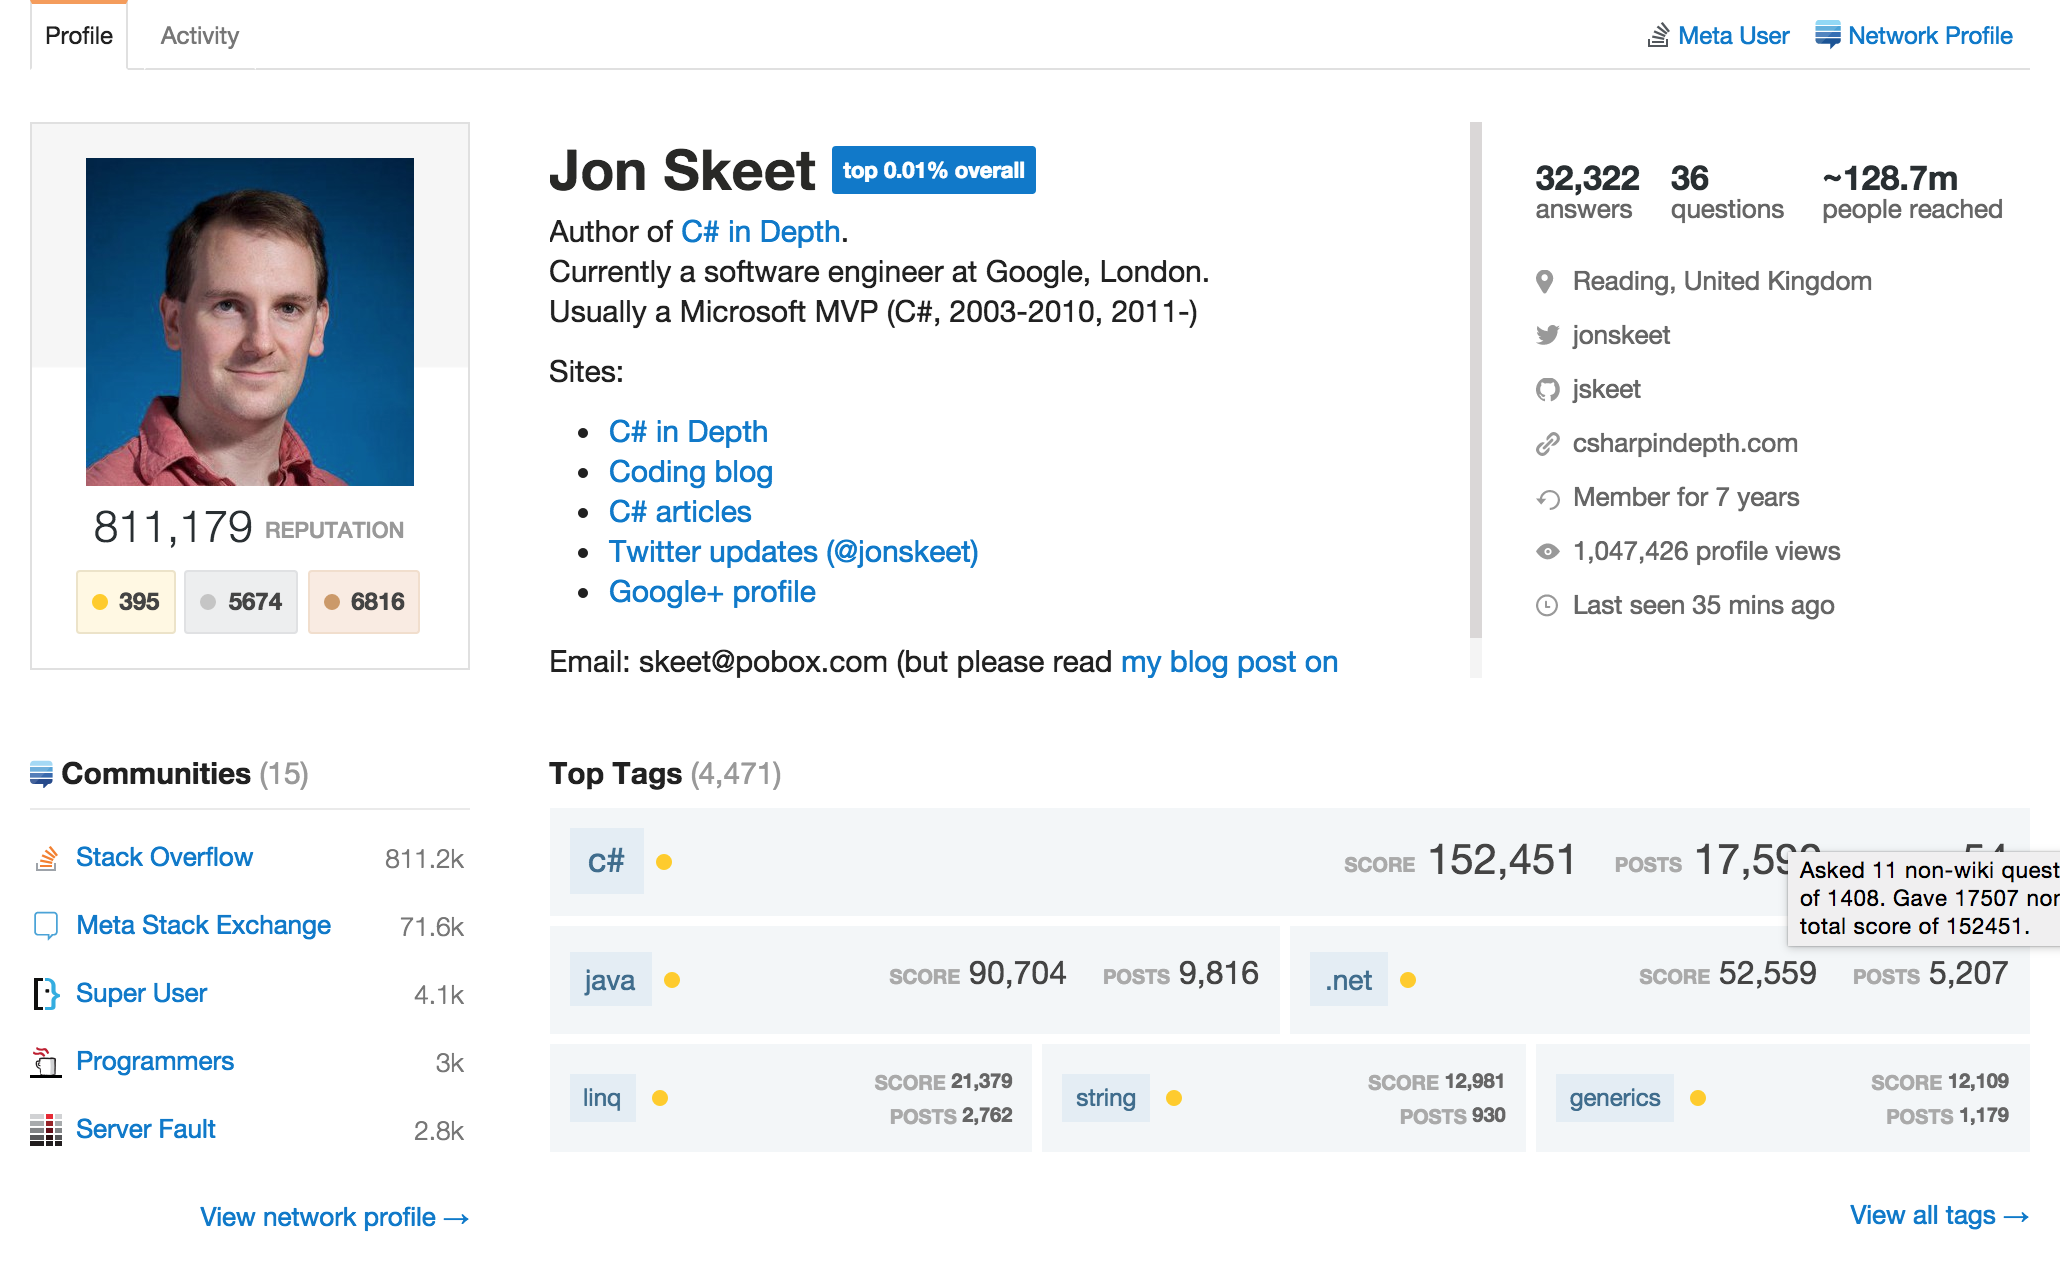 Profile
Activity
Meta User
Network Profile
811,179 REPUTATION
395
5674
6816
Jon Skeet
top 0.01% overall
Author of C# in Depth.
Currently a software engineer at Google, London.
Usually a Microsoft MVP (C#, 2003-2010, 2011-)
Sites:
C# in Depth
Coding blog
C# articles
Twitter updates (@jonskeet)
Google+ profile
Email: skeet@pobox.com (but please read my blog post on
32,322 answers
36 questions
~128.7m people reached
Reading, United Kingdom
jonskeet
jskeet
csharpindepth.com
Member for 7 years
1,047,426 profile views
Last seen 35 mins ago
Communities (15)
Stack Overflow 811.2k
Meta Stack Exchange 71.6k
Super User 4.1k
Programmers 3k
Server Fault 2.8k
View network profile →
Top Tags (4,471)
c# SCORE 152,451 POSTS
Asked 11 non-wiki quest
of 1408. Gave 17507 nor
total score of 152451.
java SCORE 90,704 POSTS 9,816
.net SCORE 52,559 POSTS 5,207
linq SCORE 21,379
POSTS 2,762
string SCORE 12,981
POSTS 930
generics SCORE 12,109
POSTS 1,179
View all tags →